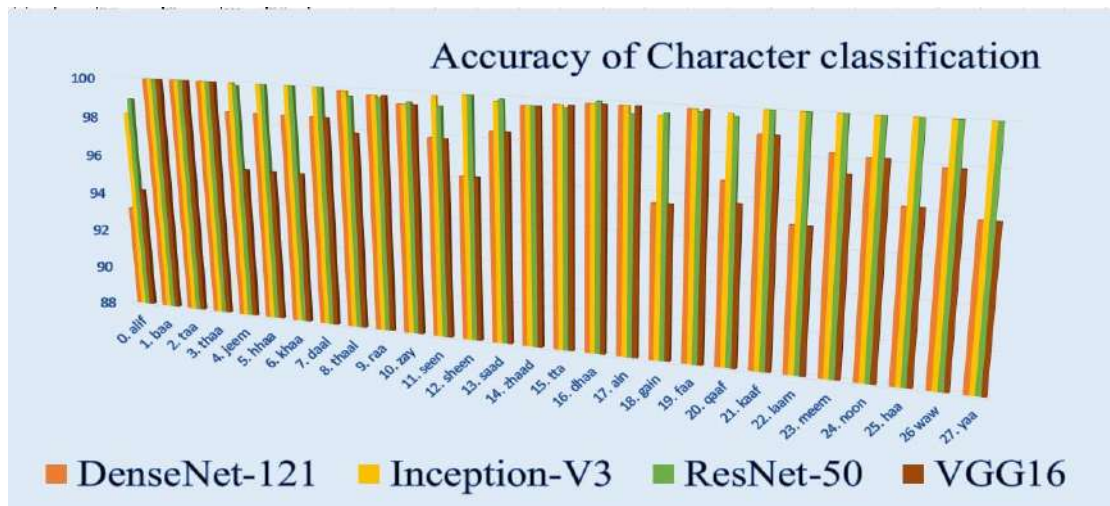 Accuracy of Character classification
100
98
96
94
92
90
88
0. alif
1. baa
2. taa
3. thaa
4. jeem
5. hhaa
6. khaa
7. daal
8. thaal
9. raa
10. zay
11. seen
12. sheen
13. saad
14. zhaad
15. tta
16. dhaa
17. ain
18. gain
19. faa
20. qaaf
21. kaaf
22. laam
23. meem
24. noon
25. haa
26 waw
27. yaa
DenseNet-121 Inception-V3 ResNet-50 VGG16